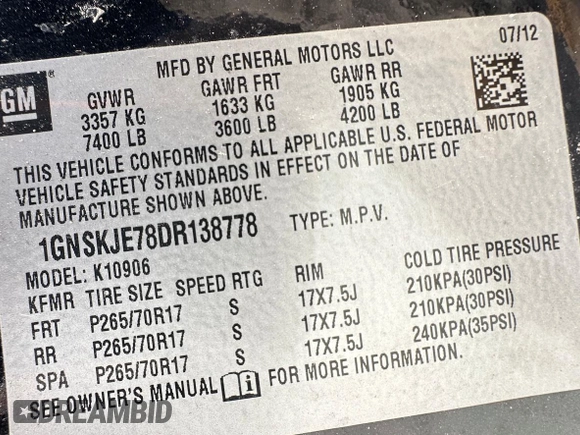 MFD BY GENERAL MOTORS LLC 07/12
GM ®
GVWR GAWR FRT GAWR RR
3357 KG 1633 KG 1905 KG
7400 LB 3600 LB 4200 LB
THIS VEHICLE CONFORMS TO ALL APPLICABLE U.S. FEDERAL MOTOR
VEHICLE SAFETY STANDARDS IN EFFECT ON THE DATE OF
MANUFACTURE SHOWN ABOVE.
1GNSKJE78DR138778 TYPE: M.P.V.
MODEL: K10906
KFMR TIRE SIZE SPEED RTG RIM COLD TIRE PRESSURE
FRT P265/70R17 S 17X7.5J 210KPA(30PSI)
RR P265/70R17 S 17X7.5J 210KPA(30PSI)
SPA P265/70R17 S 17X7.5J 240KPA(35PSI)
SEE OWNER'S MANUAL i FOR MORE INFORMATION.
DREAMBID